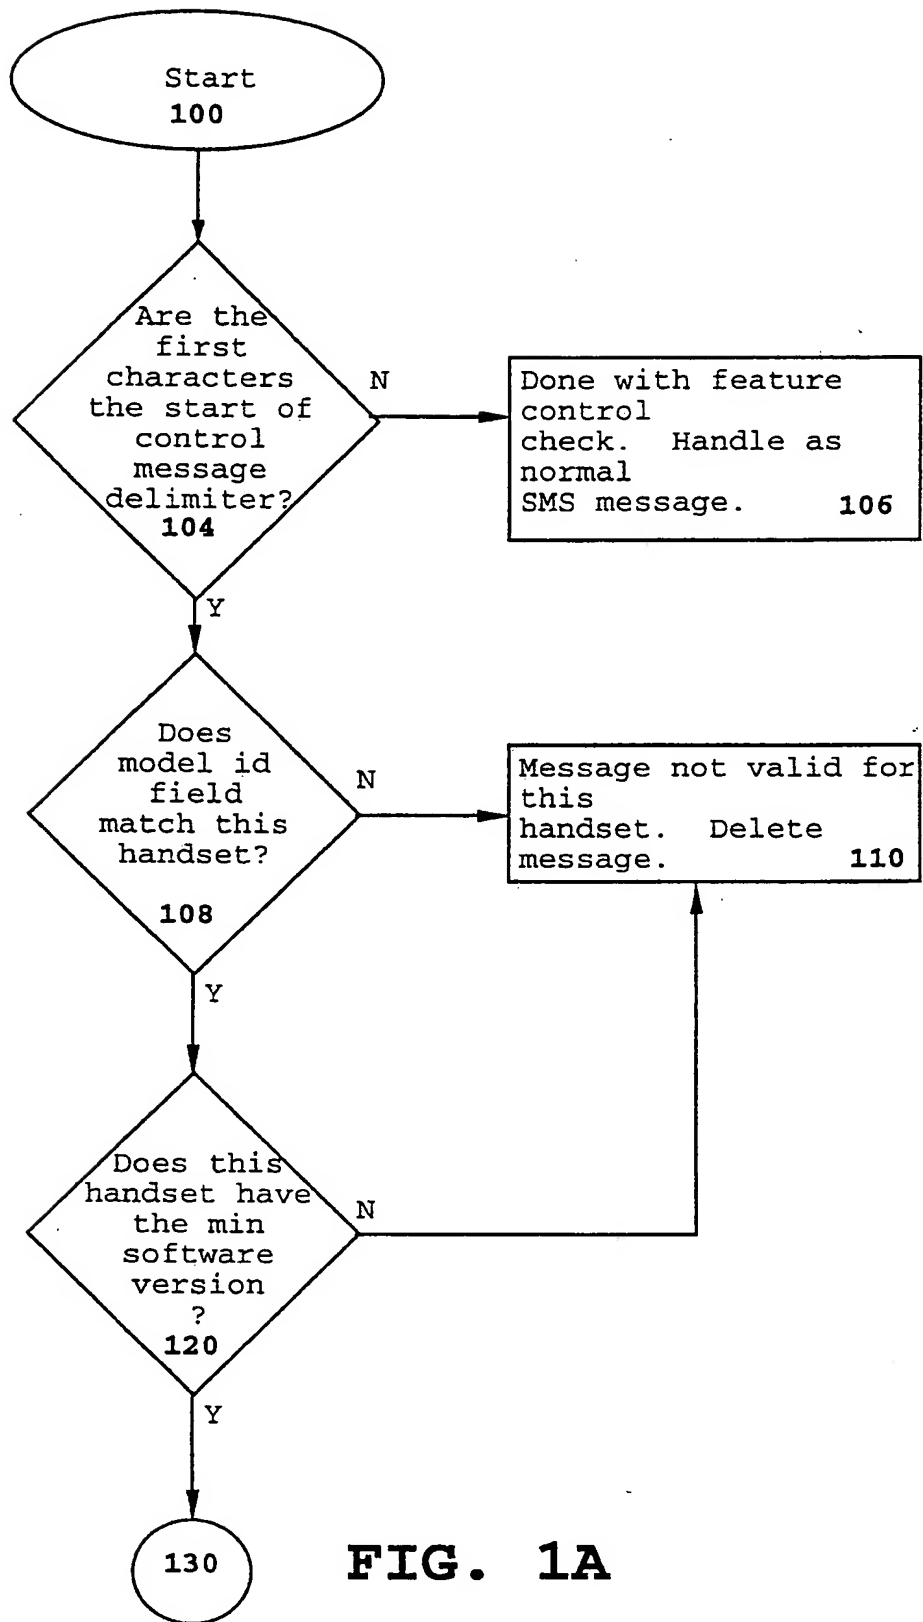 Start
100
Are the
first
characters
the start of
control
message
delimiter?
104
N
Done with feature
control
check. Handle as
normal
SMS message. 106
Y
Does
model id
field
match this
handset?
108
N
Message not valid for
this
handset. Delete
message. 110
Y
Does this
handset have
the min
software
version
?
120
N
Y
130
FIG. 1A